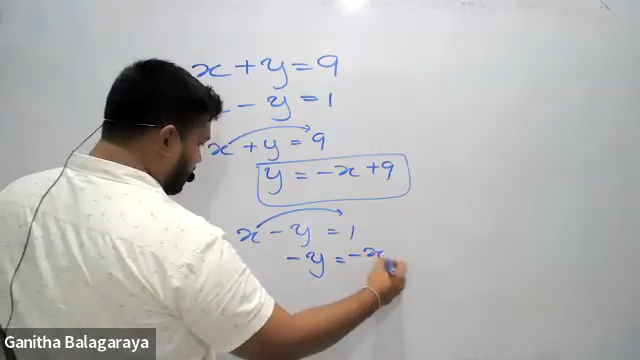 x + y = 9
- y = 1
x + y = 9
y = -x + 9
x - y = 1
-y = -x
Ganitha Balagaraya